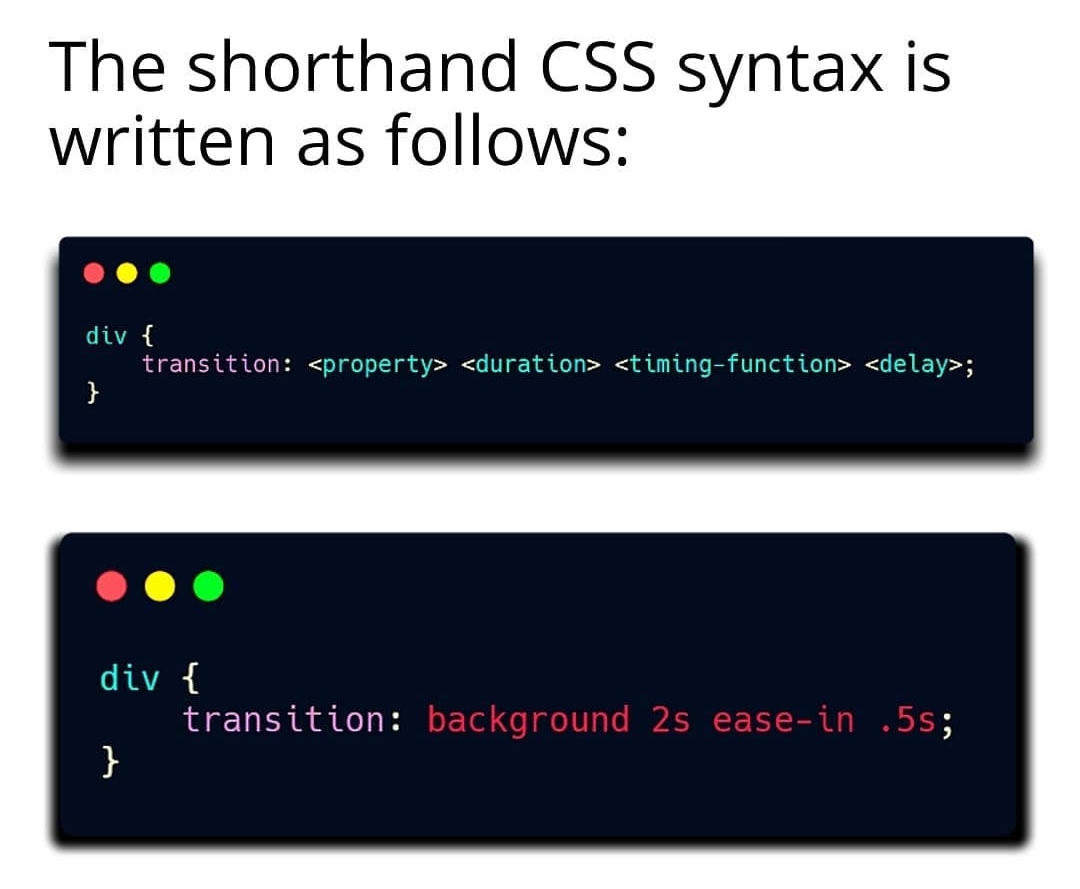 The shorthand CSS syntax is
written as follows:
div {
transition: <property> <duration> <timing-function> <delay>;
}
div {
transition: background 2s ease-in .5s;
}